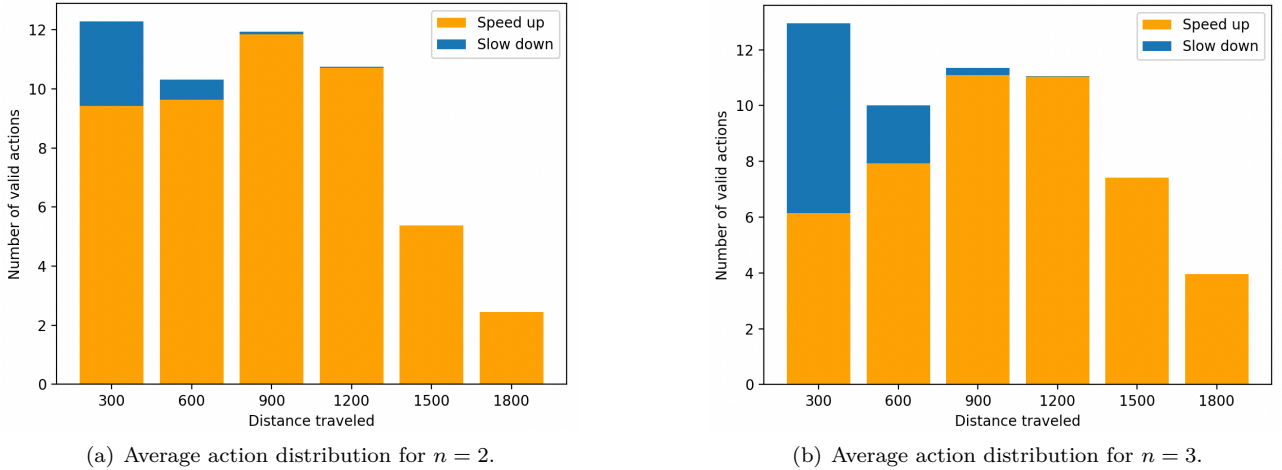 12
10
8
6
4
2
0
Number of valid actions
Speed up
Slow down
300 600 900 1200 1500 1800
Distance traveled
(a) Average action distribution for n = 2.
12
10
8
6
4
2
0
Number of valid actions
Speed up
Slow down
300 600 900 1200 1500 1800
Distance traveled
(b) Average action distribution for n = 3.